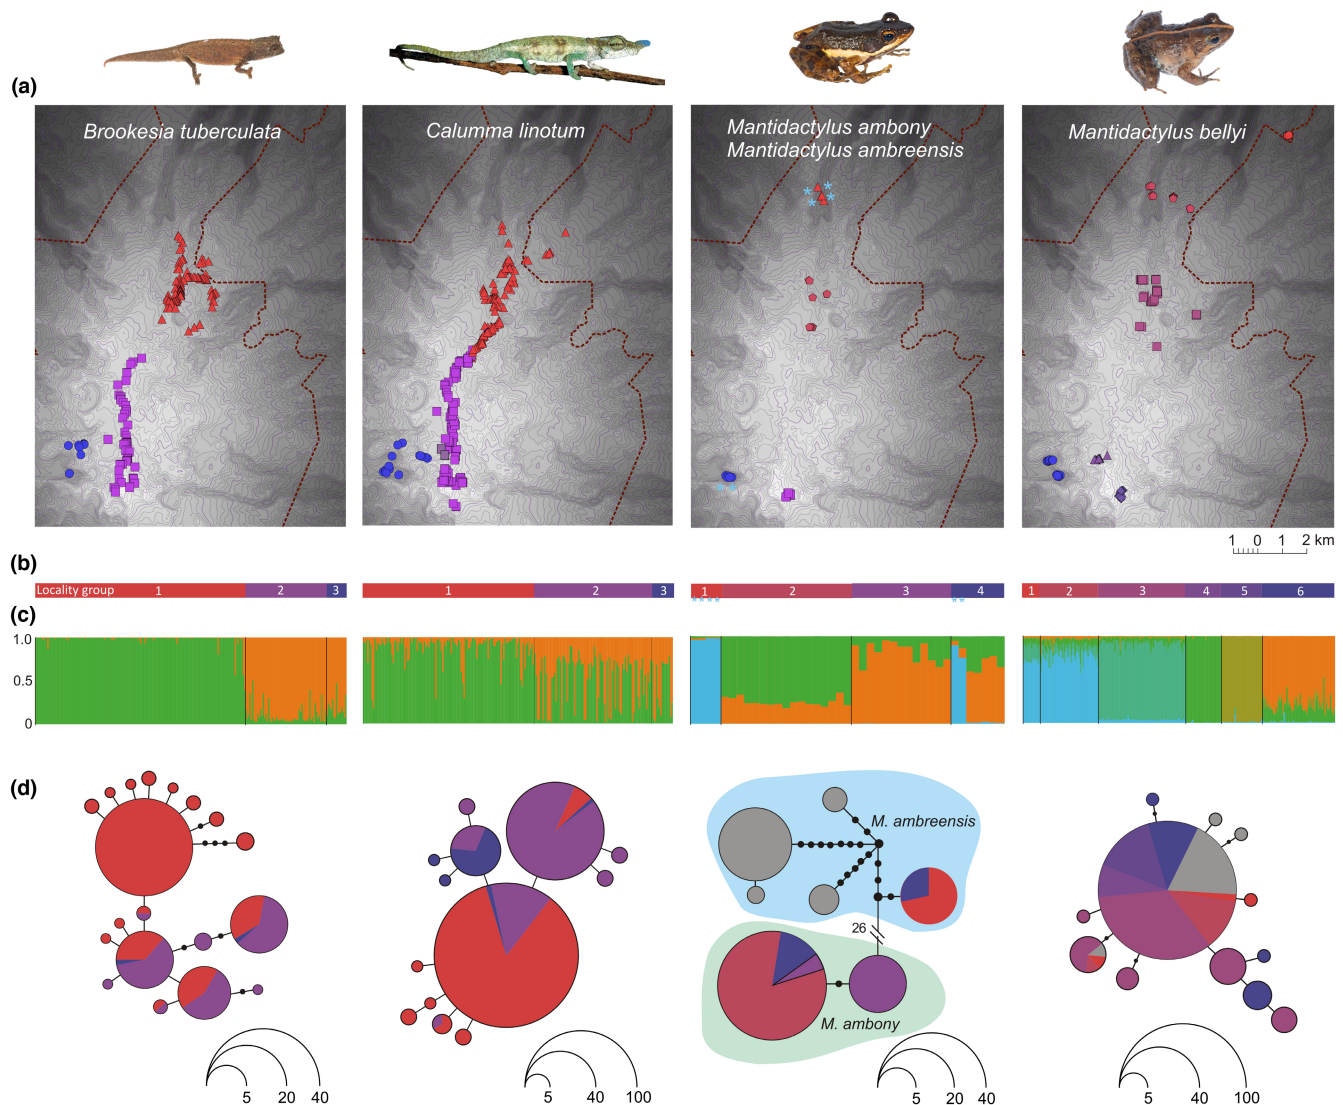 (a)
Brookesia tuberculata
Calumma linotum
Mantidactylus ambony
Mantidactylus ambreensis
Mantidactylus bellyi
1 0 1 2 km
(b)
Locality group 1 2 3
1 2 3
1 2 3 4
1 2 3 4 5 6
(c)
1.0
0.5
0
(d)
M. ambreensis
26
M. ambony
5 20 40
5 40 100
5 20 40
5 40 100